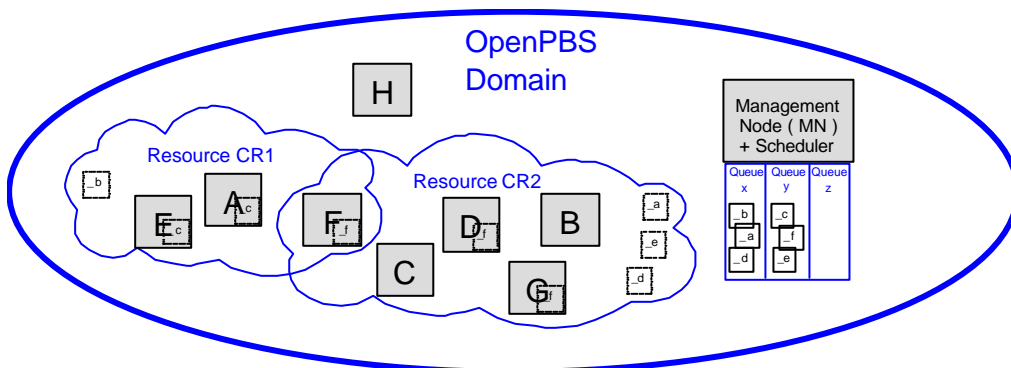 OpenPBS
Domain
H
Management
Node ( MN )
+ Scheduler
Resource CR1
Resource CR2
Queue
x
Queue
y
Queue
z
_b
A
_c
E
_c
F
_f
D
_f
B
_a
_e
_d
C
G
_f
_b
_a
_d
_c
_f
_e